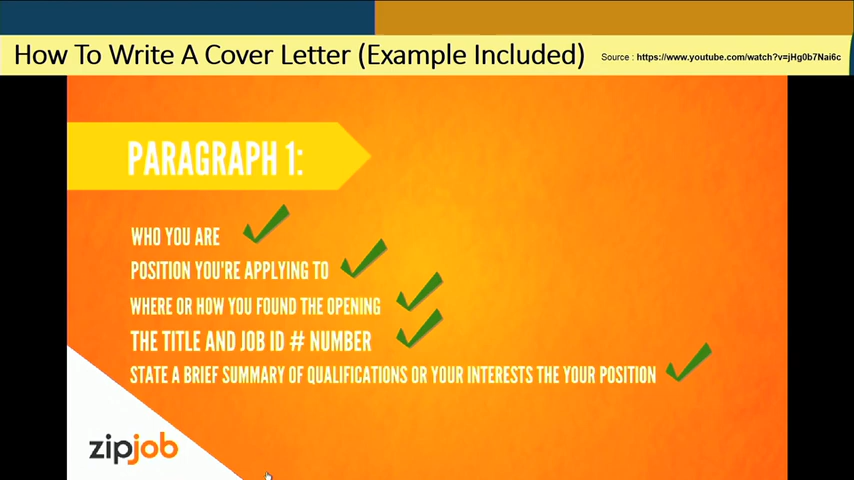 How To Write A Cover Letter (Example Included)
Source : https://www.youtube.com/watch?v=jHg0b7Nai6c
PARAGRAPH 1:
WHO YOU ARE
POSITION YOU'RE APPLYING TO
WHERE OR HOW YOU FOUND THE OPENING
THE TITLE AND JOB ID # NUMBER
STATE A BRIEF SUMMARY OF QUALIFICATIONS OR YOUR INTERESTS THE YOUR POSITION
zipjob